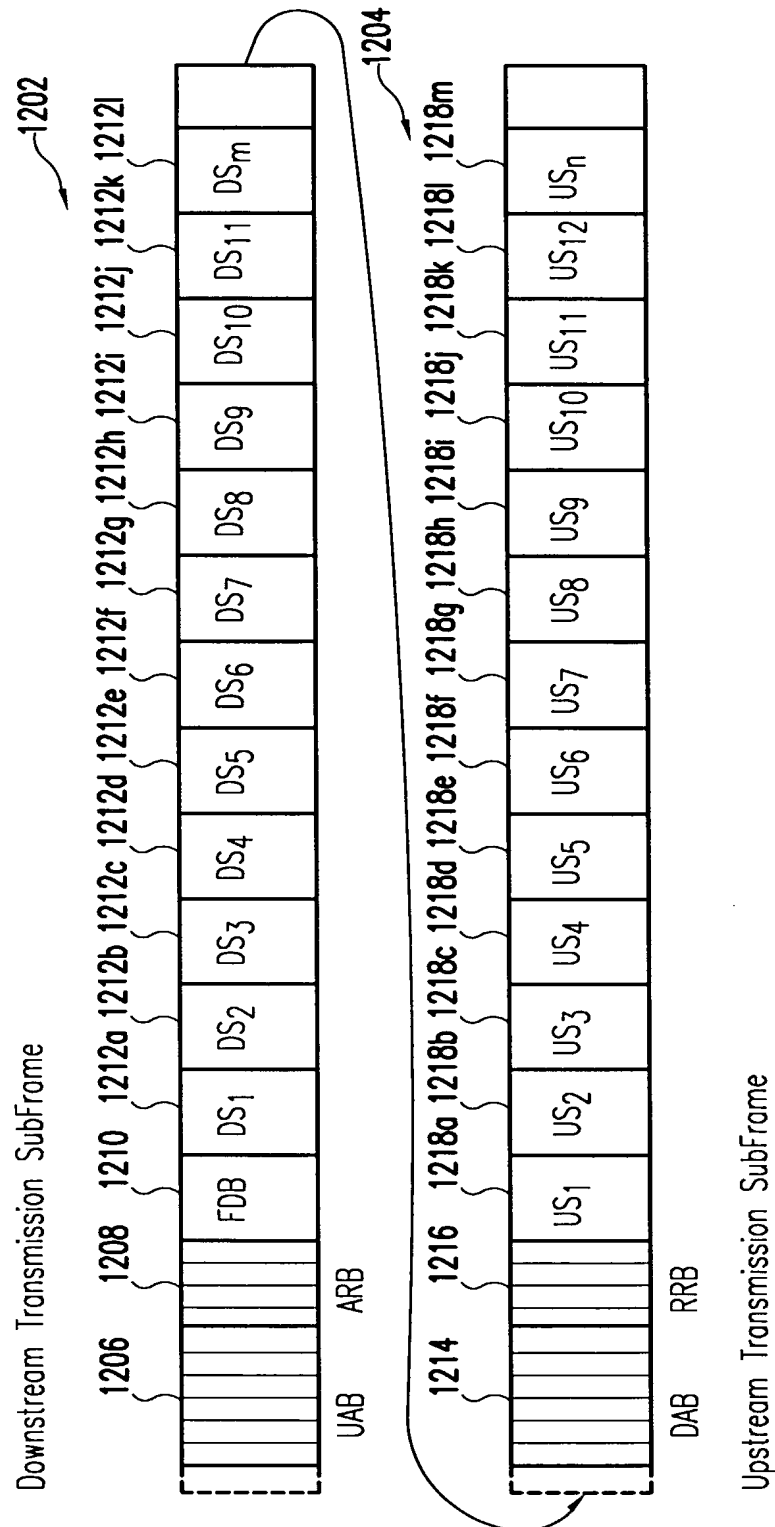 Downstream Transmission SubFrame
1202
1206 1208 1210 1212a 1212b 1212c 1212d 1212e 1212f 1212g 1212h 1212i 1212j 1212k 1212l
FDB DS1 DS2 DS3 DS4 DS5 DS6 DS7 DS8 DS9 DS10 DS11 DSm
UAB ARB
1204
1214 1216 1218a 1218b 1218c 1218d 1218e 1218f 1218g 1218h 1218i 1218j 1218k 1218l 1218m
US1 US2 US3 US4 US5 US6 US7 US8 US9 US10 US11 US12 USn
DAB RRB
Upstream Transmission SubFrame